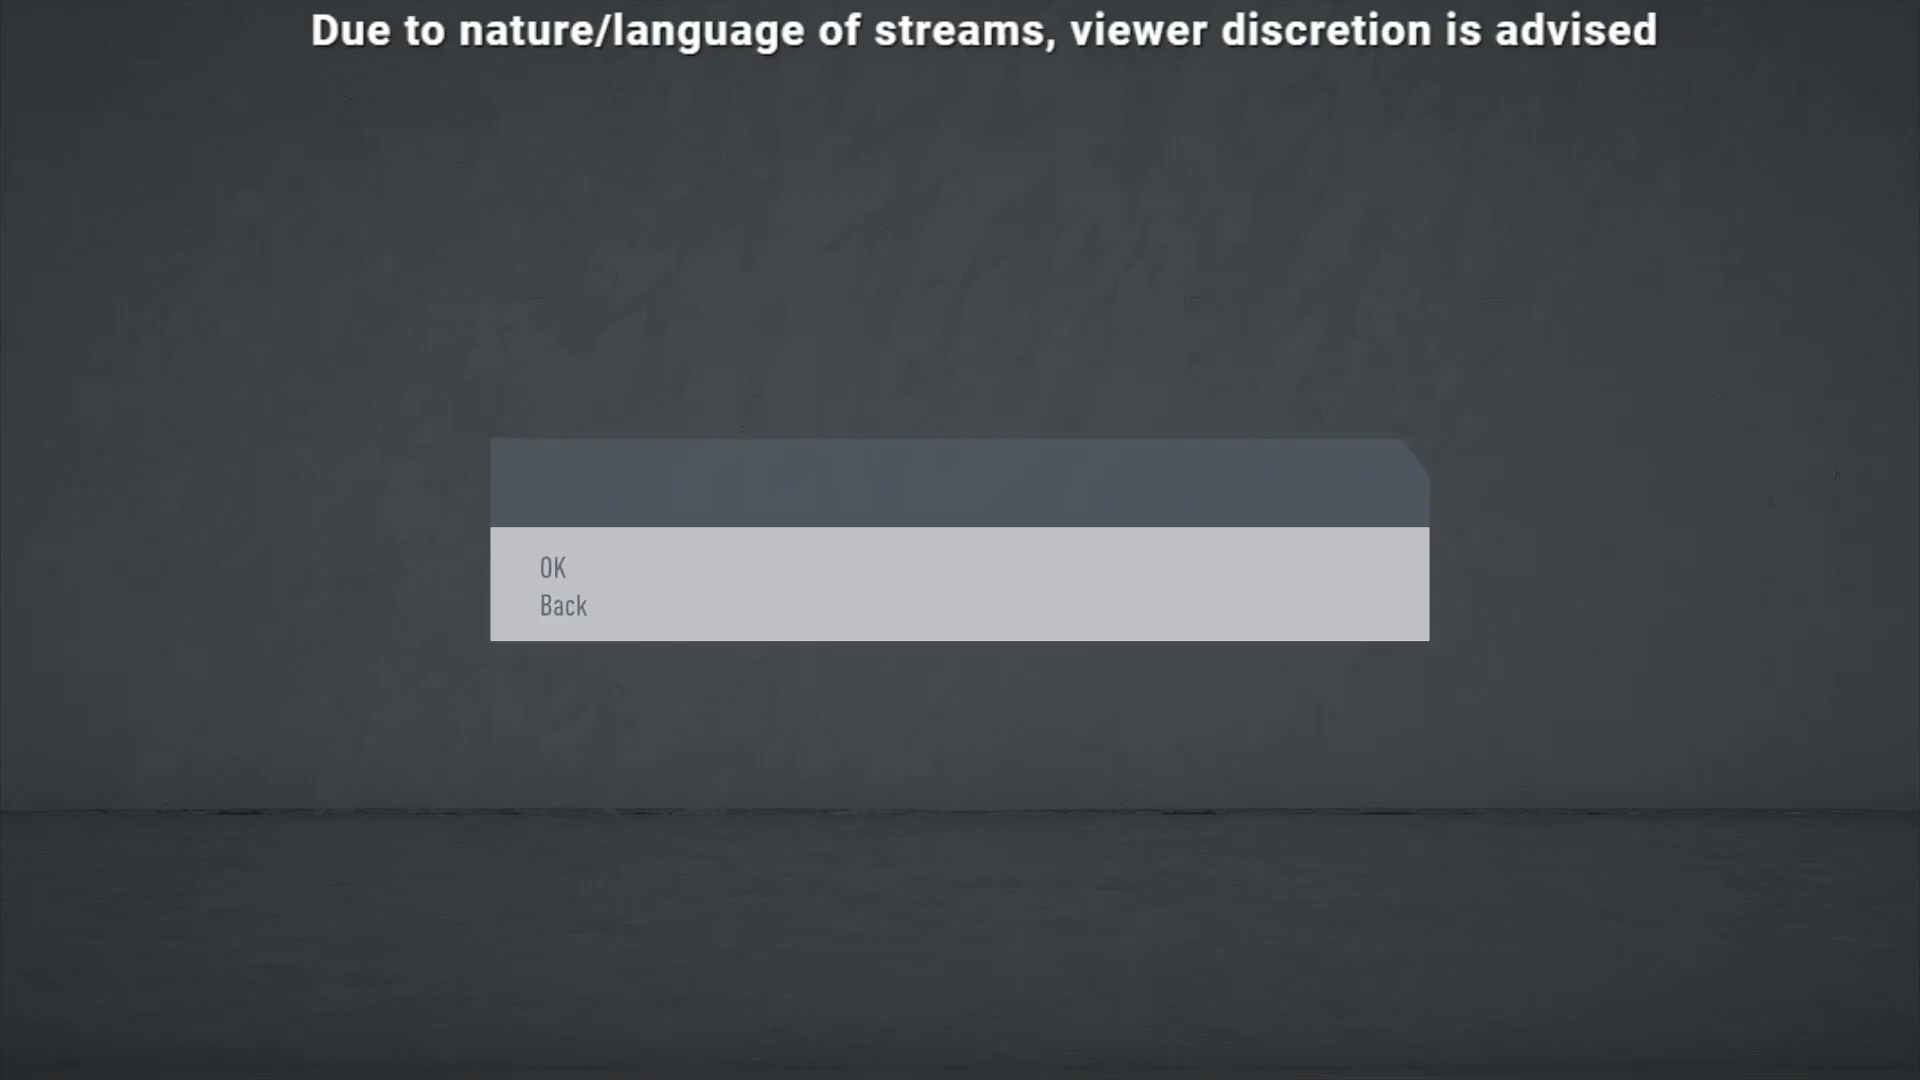 Due to nature/language of streams, viewer discretion is advised
OK
Back